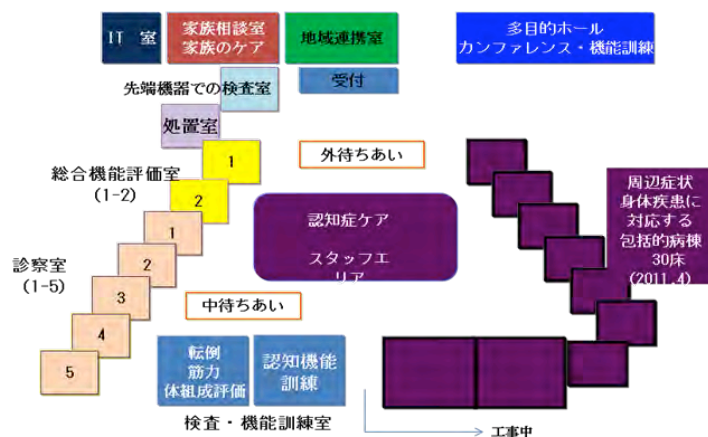 IT 室
家族相談室
家族のケア
地域連携室
多目的ホール
カンファレンス・機能訓練
先端機器での検査室
受付
処置室
総合機能評価室
(1-2)
1
2
外待ちあい
認知症ケア
スタッフエ
リア
周辺症状
身体疾患に
対応する
包括的病棟
30床
(2011.4)
診察室
(1-5)
1
2
3
4
5
中待ちあい
転倒
筋力
体組成評価
認知機能
訓練
検査・機能訓練室
工事中